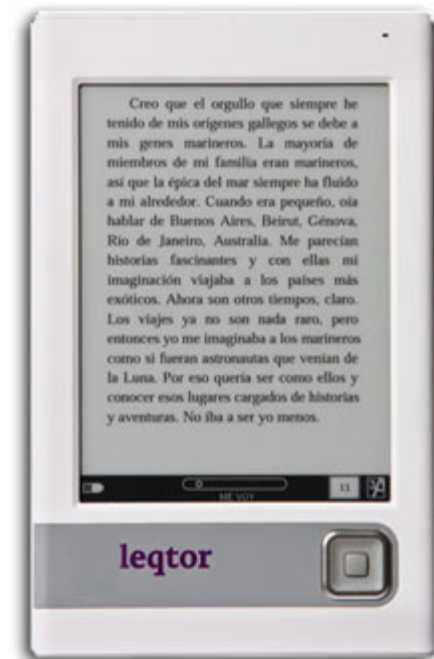 Creo que el orgullo que siempre he
tenido de mis orígenes gallegos se debe a
mis genes marineros. La mayoría de
miembros de mi familia eran marineros,
así que la épica del mar siempre ha fluido
a mi alrededor. Cuando era pequeño, oía
hablar de Buenos Aires, Beirut, Génova,
Río de Janeiro, Australia. Me parecían
historias fascinantes y con ellas mi
imaginación viajaba a los países más
exóticos. Ahora son otros tiempos, claro.
Los viajes ya no son nada raro, pero
entonces yo me imaginaba a los marineros
como si fueran astronautas que venían de
la Luna. Por eso quería ser como ellos y
conocer esos lugares cargados de historias
y aventuras. No iba a ser yo menos.
11
ME VOY
leqtor